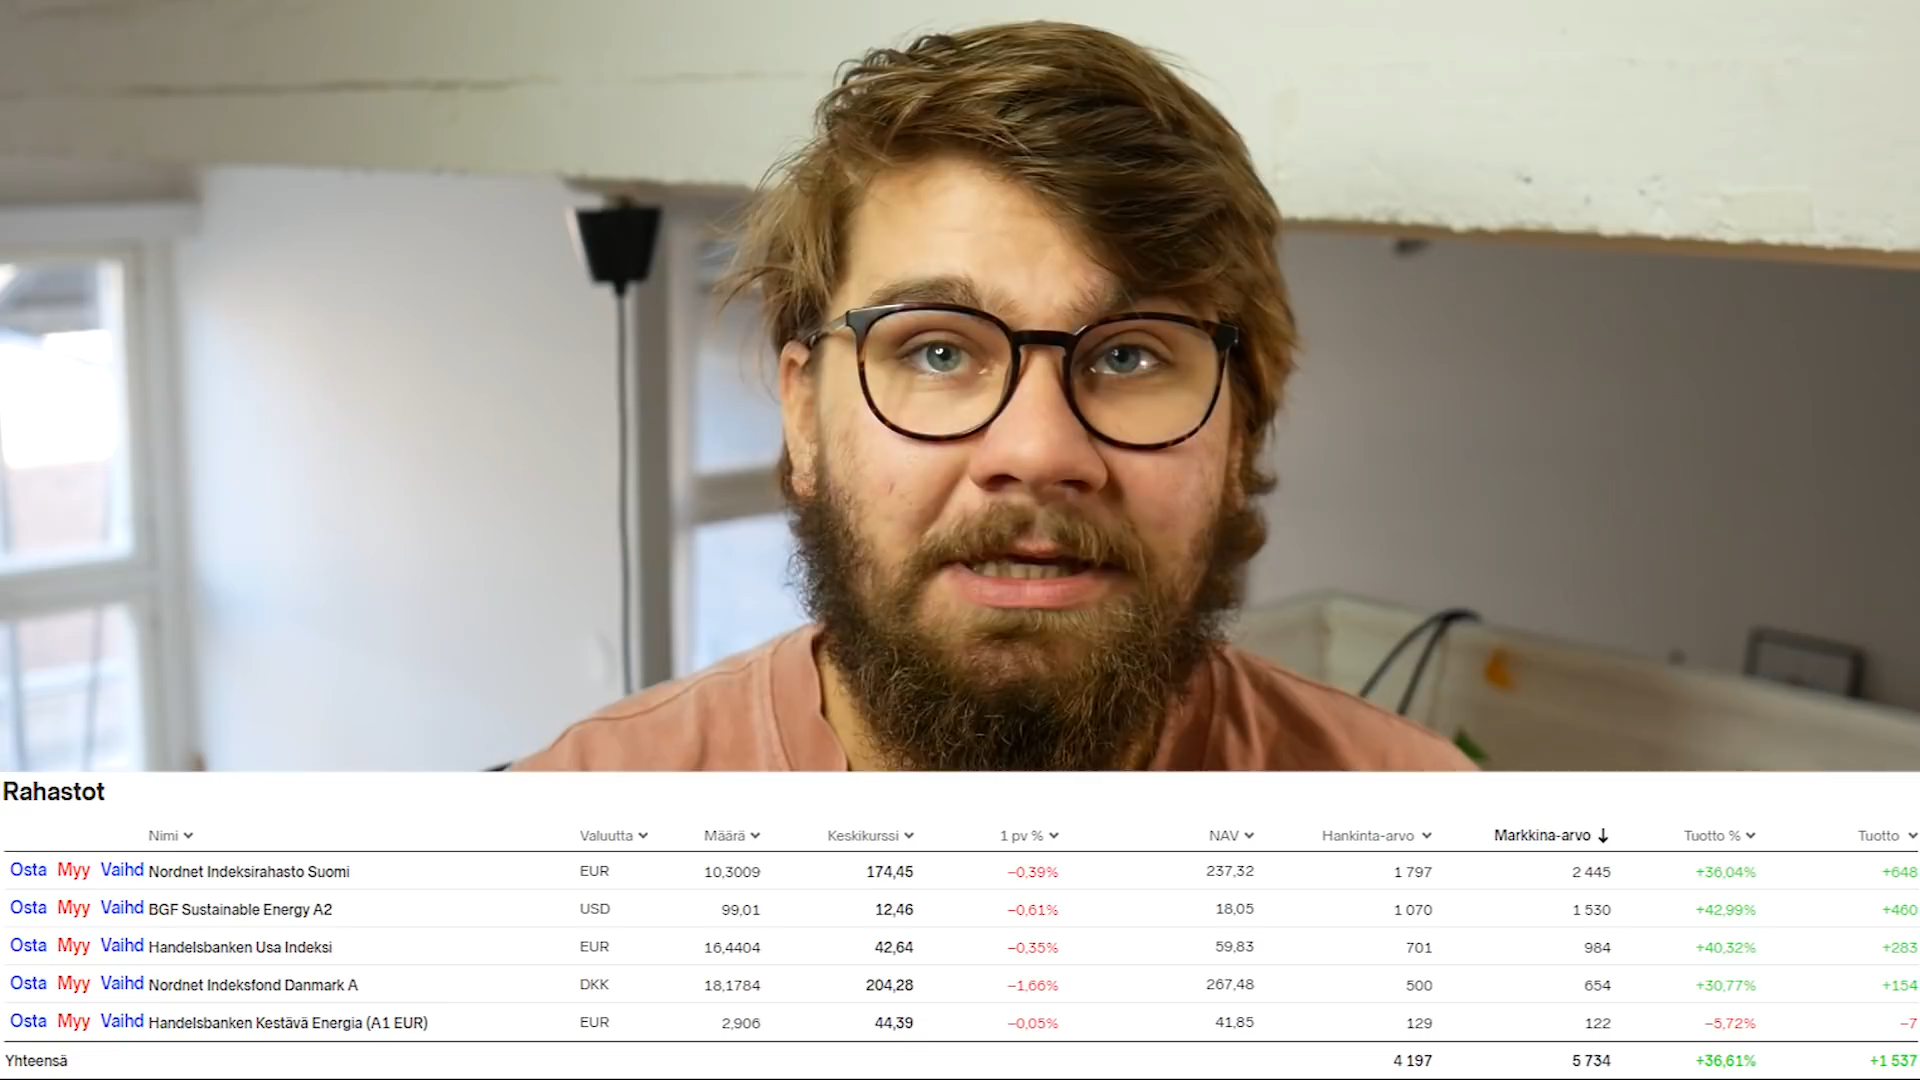 Rahastot
Nimi Valuutta Määrä Keskikurssi 1 pv % NAV Hankinta-arvo Markkina-arvo ↓ Tuotto % Tuotto
Osta Myy Vaihd Nordnet Indeksirahasto Suomi EUR 10,3009 174,45 −0,39% 237,32 1 797 2 445 +36,04% +648
Osta Myy Vaihd BGF Sustainable Energy A2 USD 99,01 12,46 −0,61% 18,05 1 070 1 530 +42,99% +460
Osta Myy Vaihd Handelsbanken Usa Indeksi EUR 16,4404 42,64 −0,35% 59,83 701 984 +40,32% +283
Osta Myy Vaihd Nordnet Indeksfond Danmark A DKK 18,1784 204,28 −1,66% 267,48 500 654 +30,77% +154
Osta Myy Vaihd Handelsbanken Kestävä Energia (A1 EUR) EUR 2,906 44,39 −0,05% 41,85 129 122 −5,72% −7
Yhteensä 4 197 5 734 +36,61% +1 537